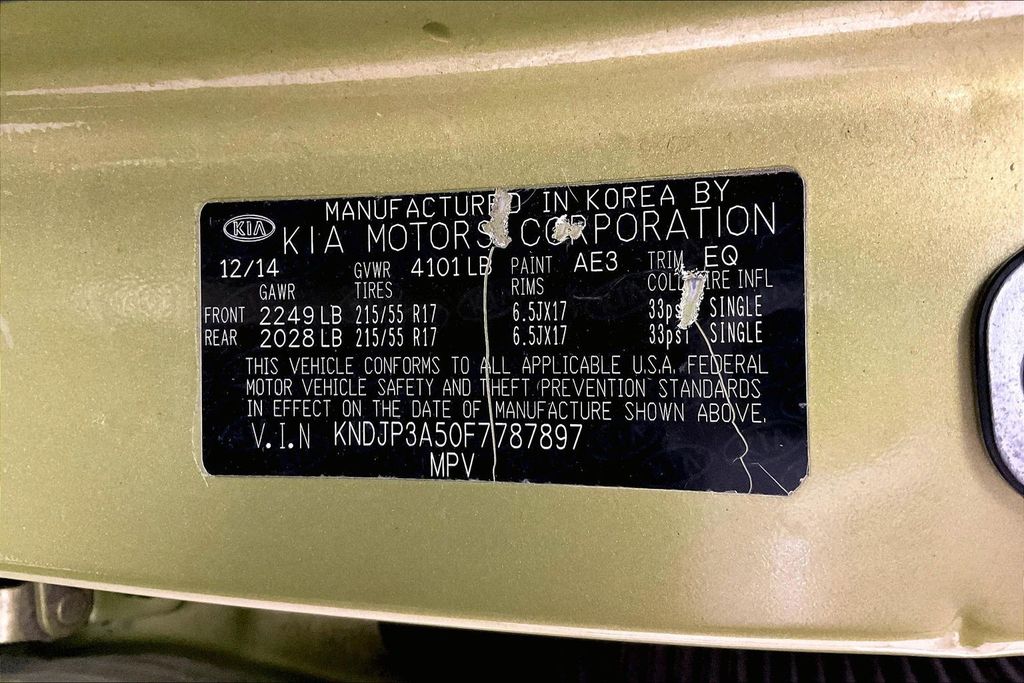 MANUFACTURED IN KOREA BY
KIA KIA MOTORS CORPORATION
12/14 GVWR 4101 LB PAINT AE3 TRIM EQ
GAWR TIRES RIMS COLD TIRE INFL
FRONT 2249 LB 215/55 R17 6.5JX17 33psi SINGLE
REAR 2028 LB 215/55 R17 6.5JX17 33psi SINGLE
THIS VEHICLE CONFORMS TO ALL APPLICABLE U.S.A. FEDERAL
MOTOR VEHICLE SAFETY AND THEFT PREVENTION STANDARDS
IN EFFECT ON THE DATE OF MANUFACTURE SHOWN ABOVE.
V.I.N KNDJP3A50F7787897
MPV